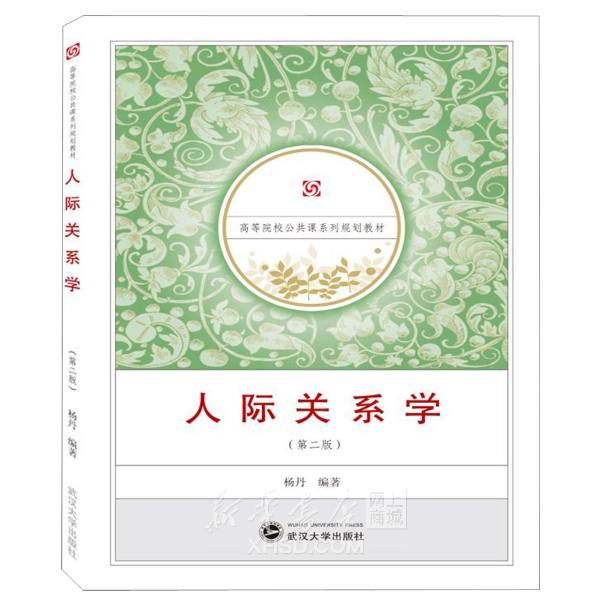 高等院校公共课系列规划教材
人际关系学
(第二版)
杨丹 编著
武汉大学出版社
高等院校公共课系列规划教材
人际关系学
(第二版)
杨丹 编著
新华书店
网上
商城
XHSD.COM
WUHAN UNIVERSITY PRESS
武汉大学出版社